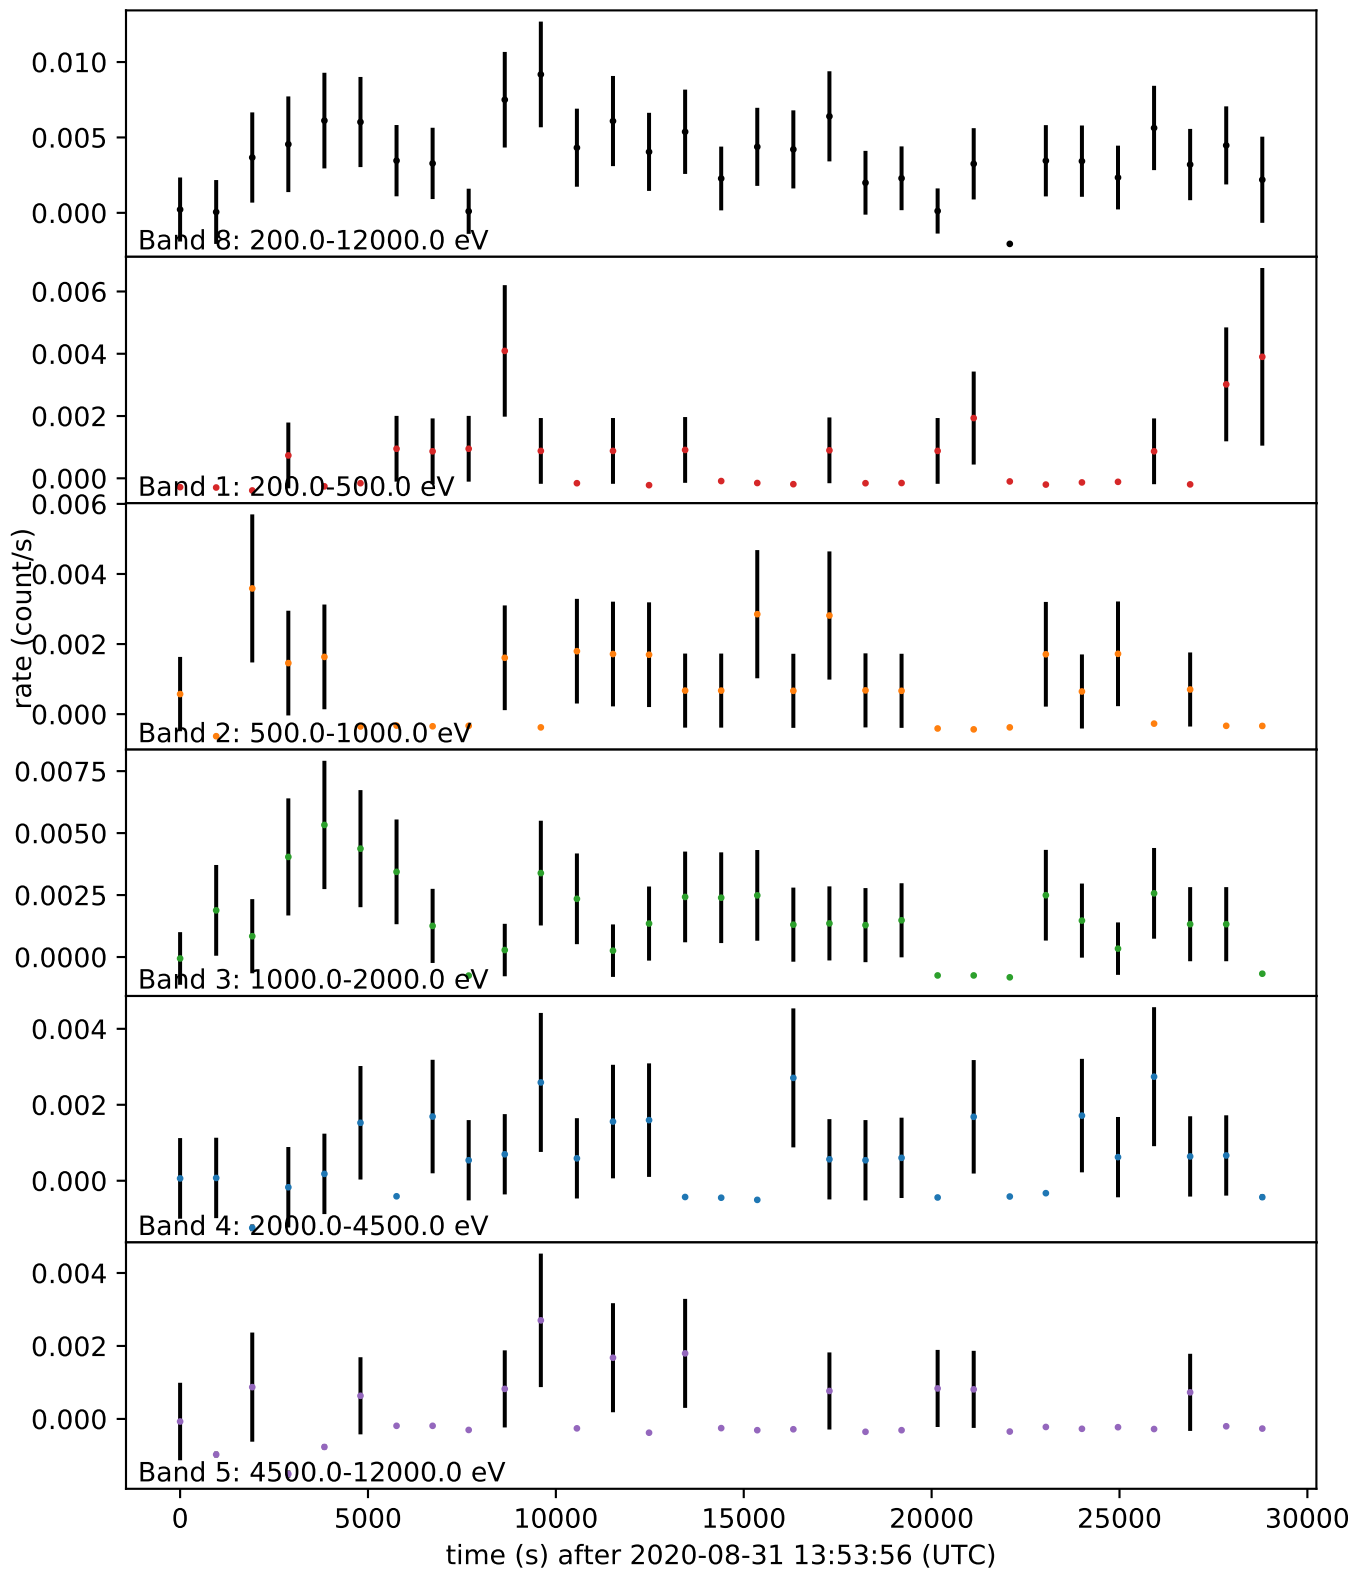 0.010
0.005
0.000
Band 8: 200.0-12000.0 eV
0.006
0.004
0.002
0.000
Band 1: 200.0-500.0 eV
0.006
0.004
0.002
0.000
rate (count/s)
Band 2: 500.0-1000.0 eV
0.0075
0.0050
0.0025
0.0000
Band 3: 1000.0-2000.0 eV
0.004
0.002
0.000
Band 4: 2000.0-4500.0 eV
0.004
0.002
0.000
Band 5: 4500.0-12000.0 eV
0 5000 10000 15000 20000 25000 30000
time (s) after 2020-08-31 13:53:56 (UTC)